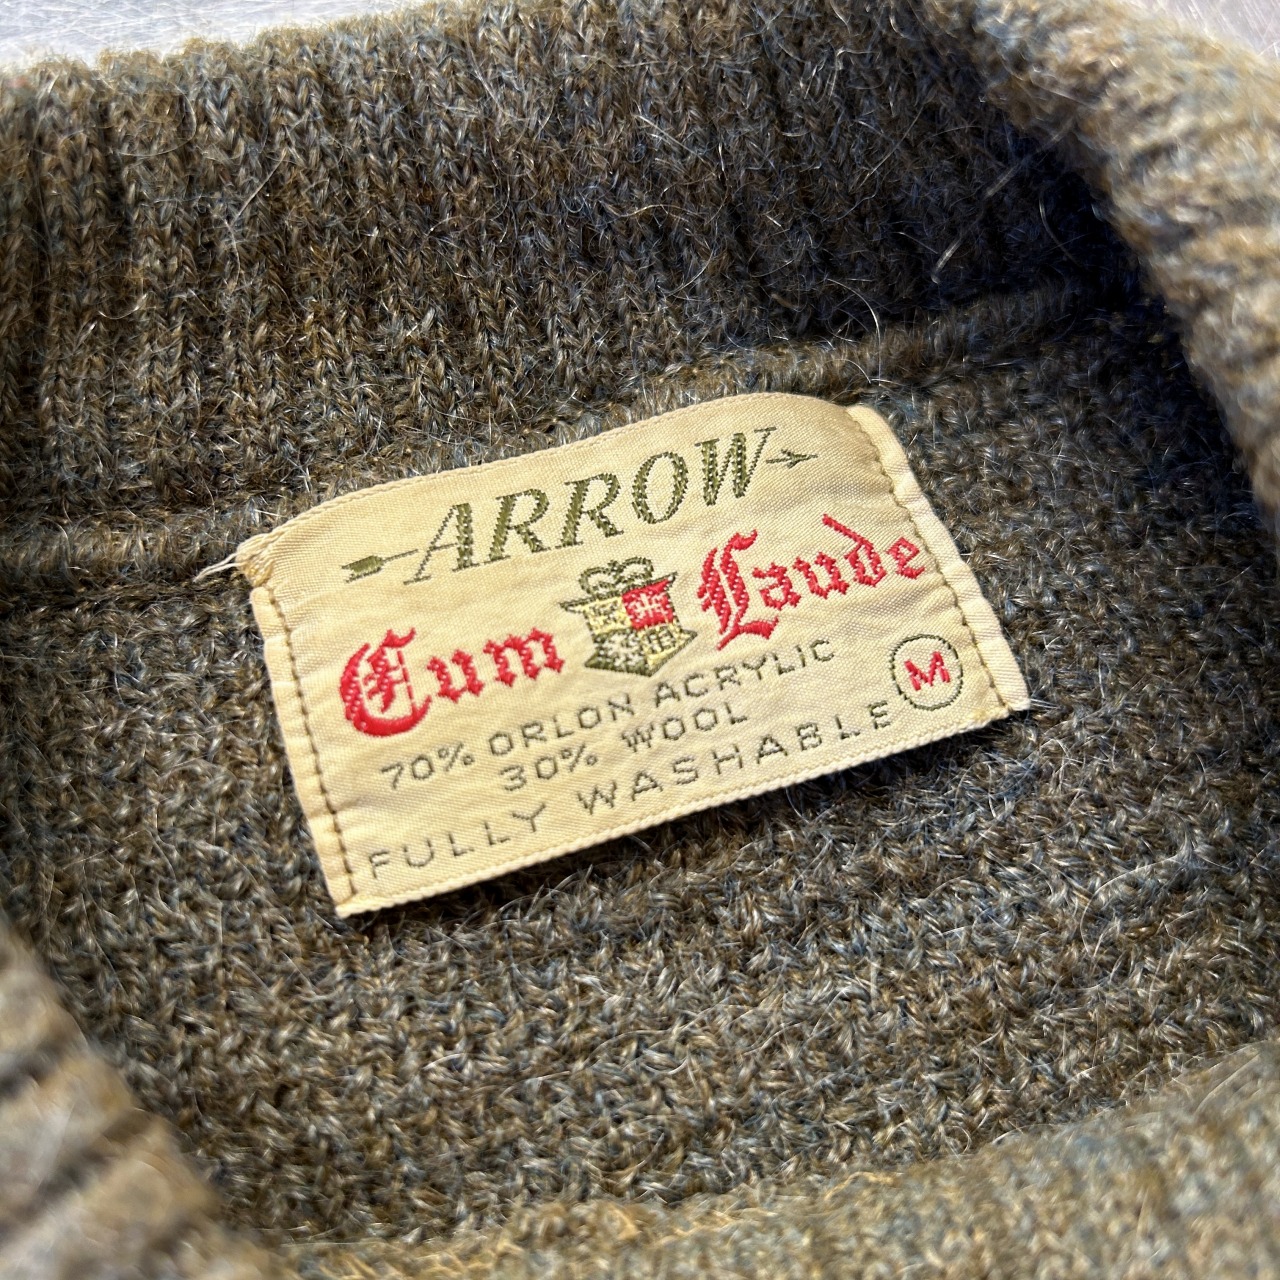 ARROW
Cum Laude
70% ORLON ACRYLIC
30% WOOL
FULLY WASHABLE
M